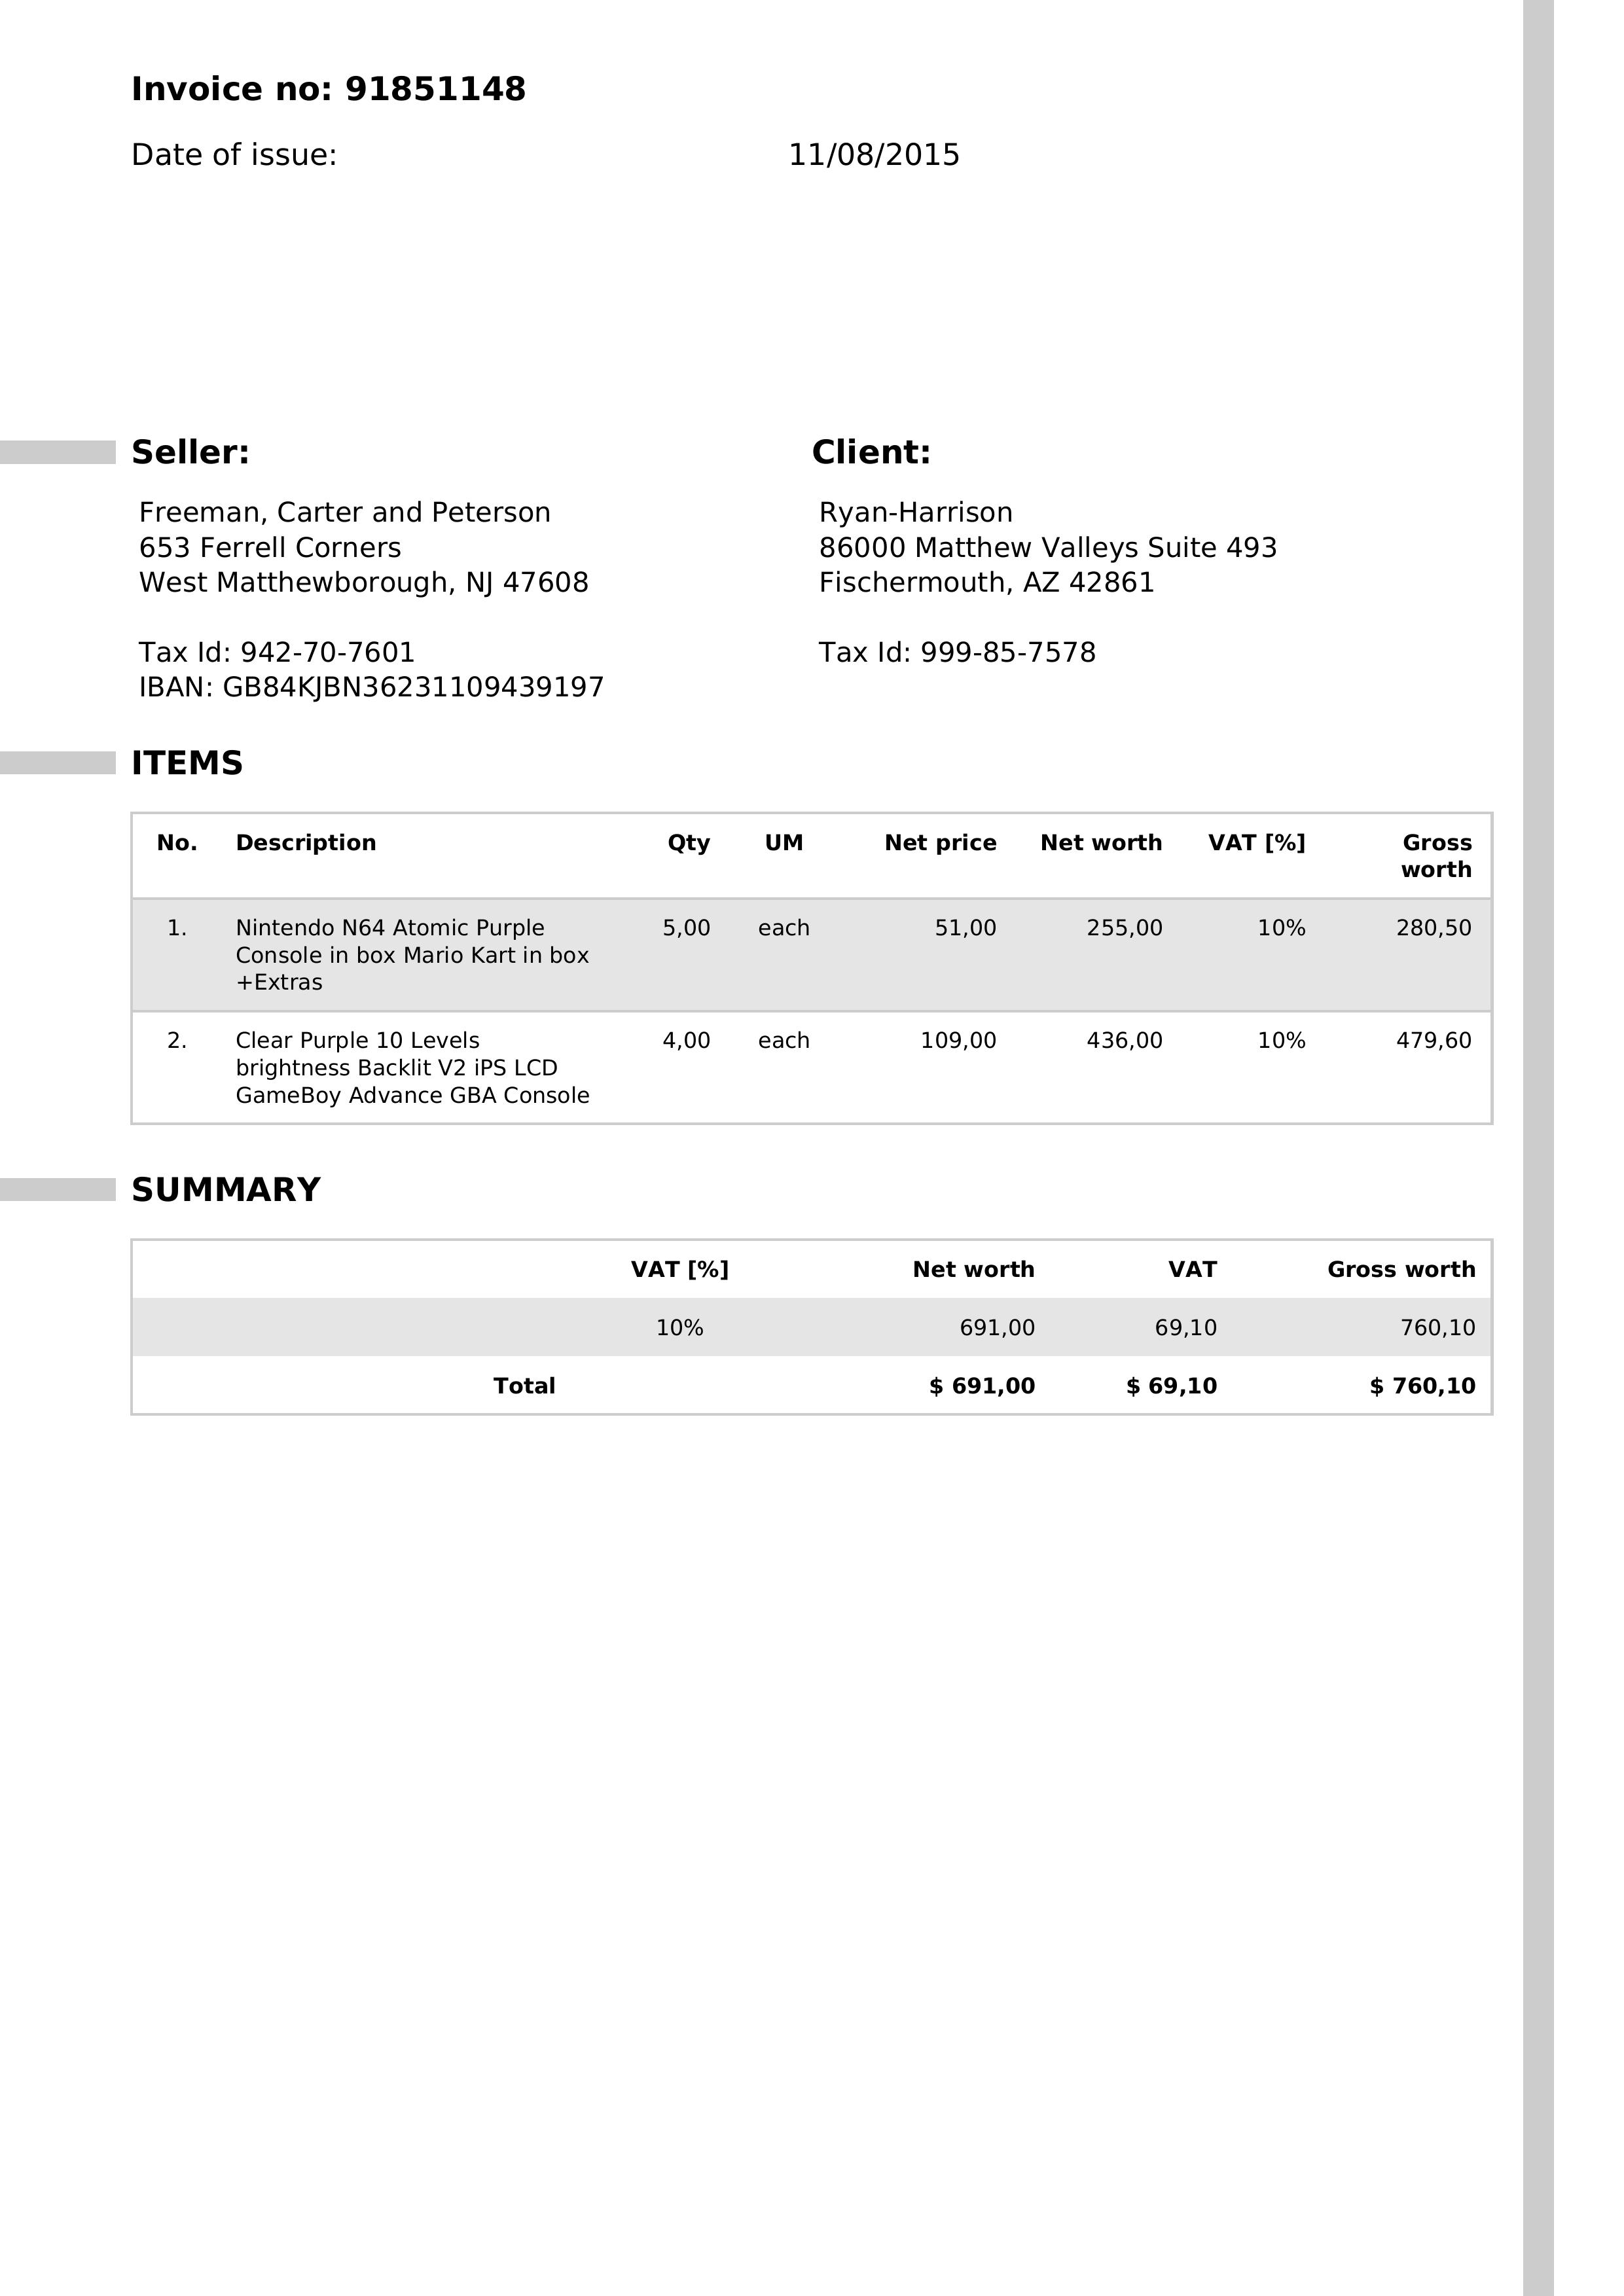 Invoice no: 91851148
Date of issue: 11/08/2015
Seller:
Freeman, Carter and Peterson
653 Ferrell Corners
West Matthewborough, NJ 47608
Tax Id: 942-70-7601
IBAN: GB84KJBN36231109439197
Client:
Ryan-Harrison
86000 Matthew Valleys Suite 493
Fischermouth, AZ 42861
Tax Id: 999-85-7578
ITEMS
No. Description Qty UM Net price Net worth VAT [%] Gross
worth
1. Nintendo N64 Atomic Purple 5,00 each 51,00 255,00 10% 280,50
Console in box Mario Kart in box
+Extras
2. Clear Purple 10 Levels 4,00 each 109,00 436,00 10% 479,60
brightness Backlit V2 iPS LCD
GameBoy Advance GBA Console
SUMMARY
VAT [%] Net worth VAT Gross worth
10% 691,00 69,10 760,10
Total $ 691,00 $ 69,10 $ 760,10